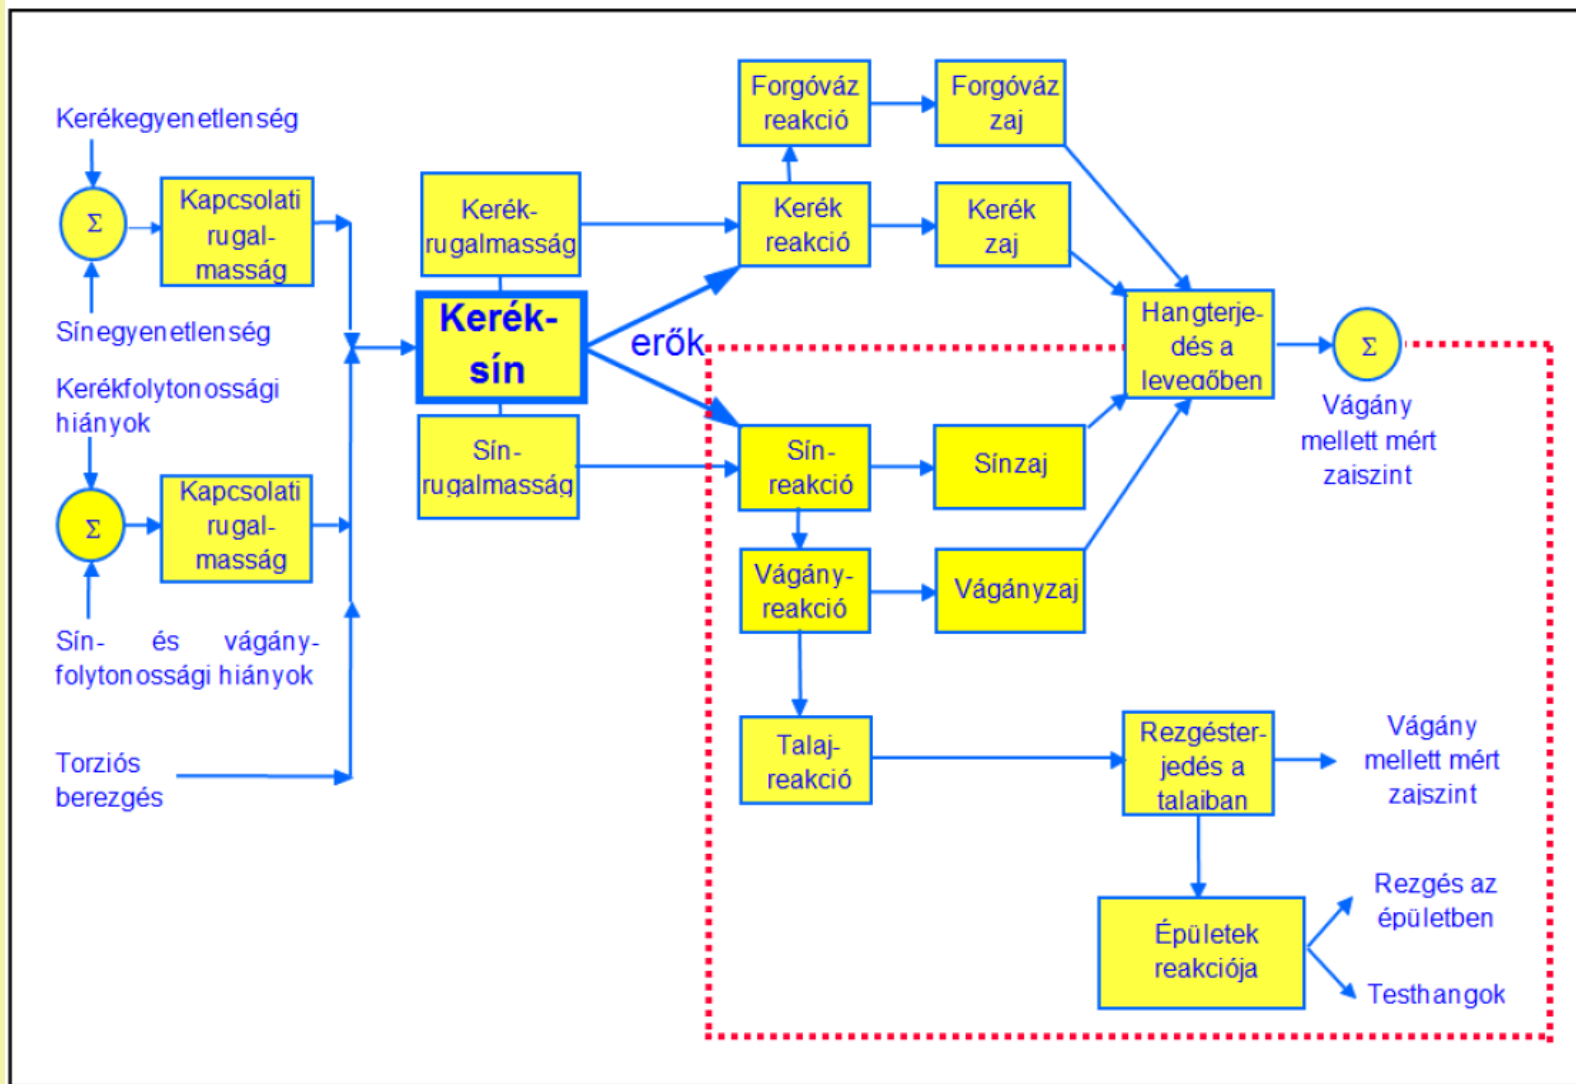 Kerékegyenetlenség
Σ
Kapcsolati
rugal-
masság
Sínegyenetlenség
Kerékfolytonossági
hiányok
Σ
Kapcsolati
rugal-
masság
Sín- és vágány-
folytonossági hiányok
Torziós
berezgés
Kerék-
rugalmasság
Kerék-
sín
Sín-
rugalmasság
erők
Forgóváz
reakció
Forgóváz
zaj
Kerék
reakció
Kerék
zaj
Sín-
reakció
Sínzaj
Vágány-
reakció
Vágányzaj
Talaj-
reakció
Hangterje-
dés a
levegőben
Σ
Vágány
mellett mért
zajszint
Rezgéster-
jedés a
talajban
Vágány
mellett mért
zajszint
Épületek
reakciója
Rezgés az
épületben
Testhangok